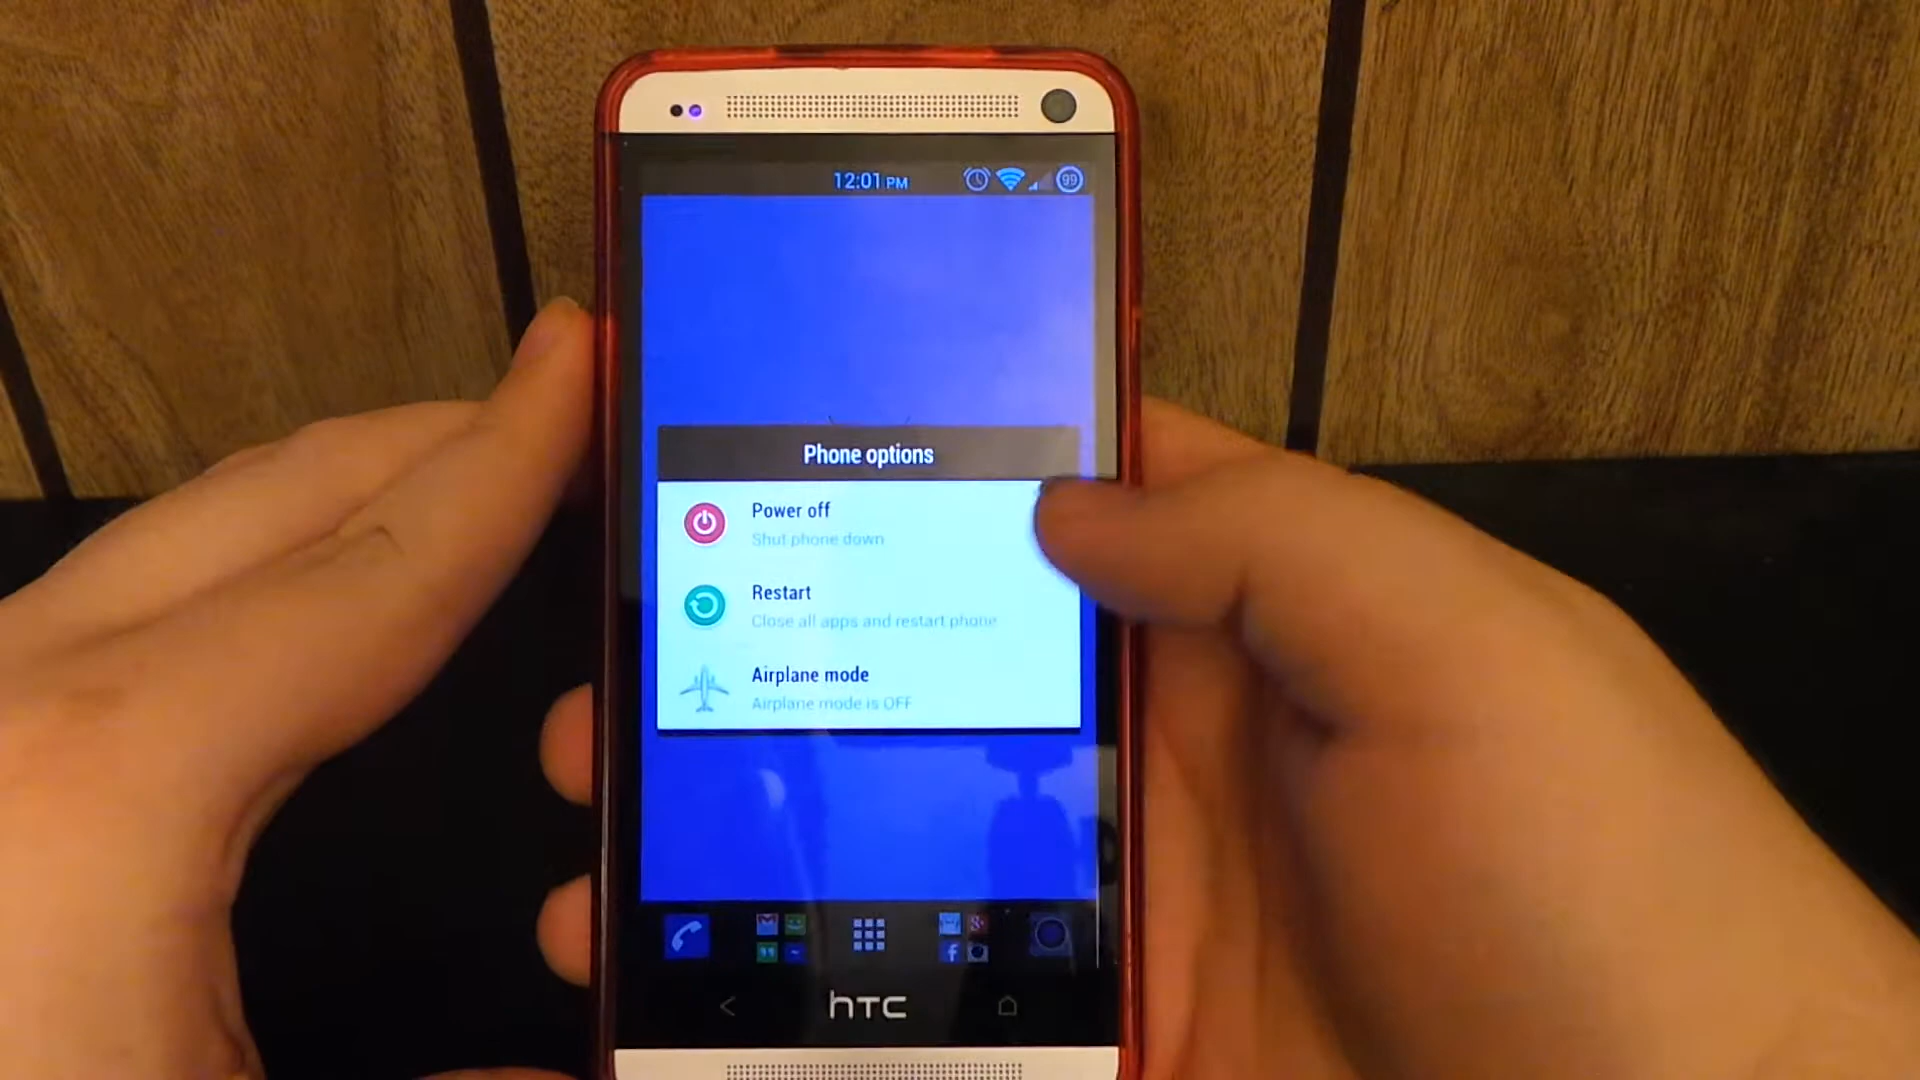 12:01 PM
99
Phone options
Power off
Shut phone down
Restart
Close all apps and restart phone
Airplane mode
Airplane mode is OFF
hTC